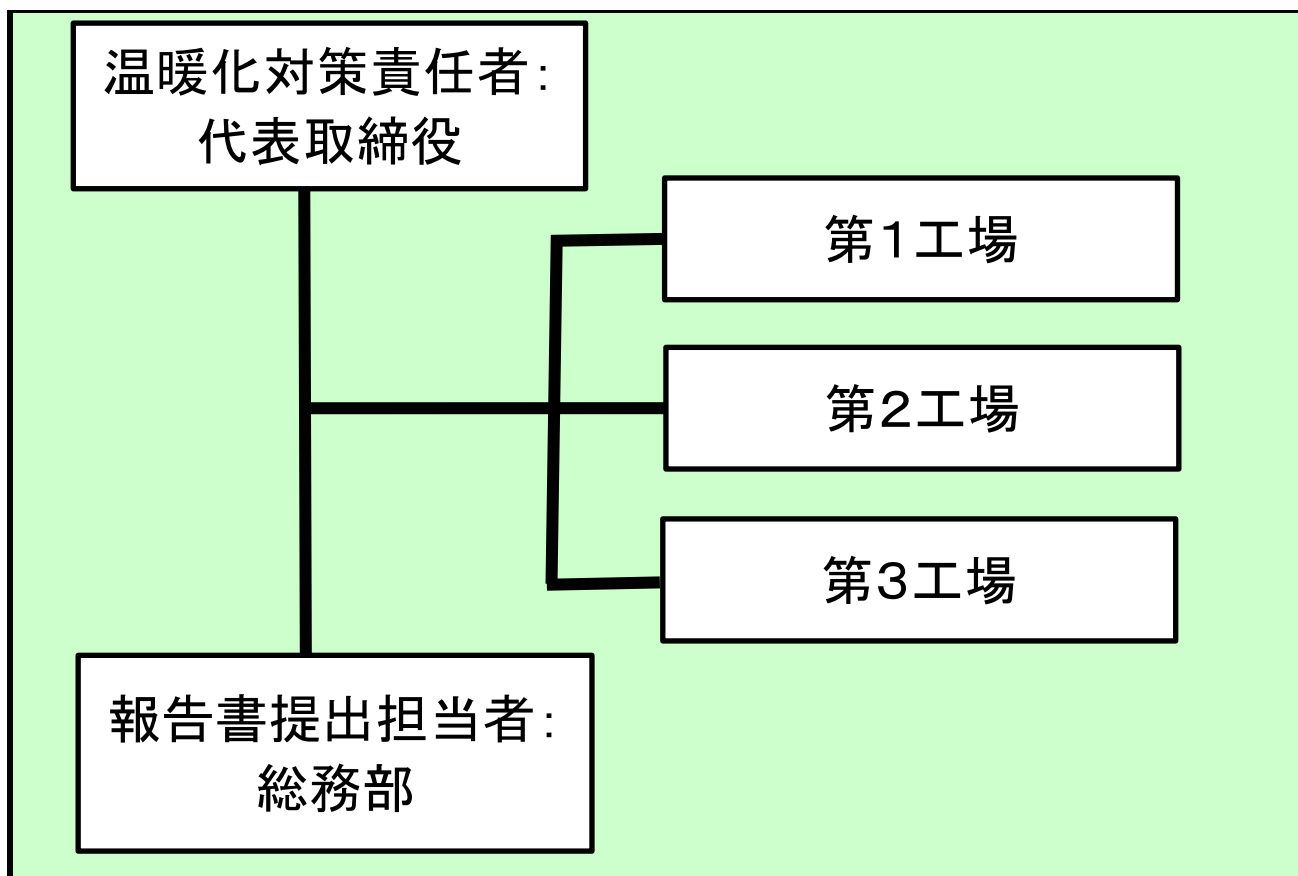 温暖化対策責任者：
代表取締役
第１工場
第２工場
第３工場
報告書提出担当者：
総務部